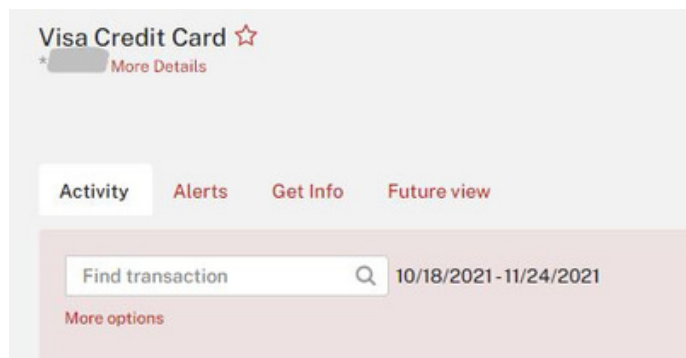 Visa Credit Card
* More Details
Activity Alerts Get Info Future view
Find transaction 10/18/2021-11/24/2021
More options